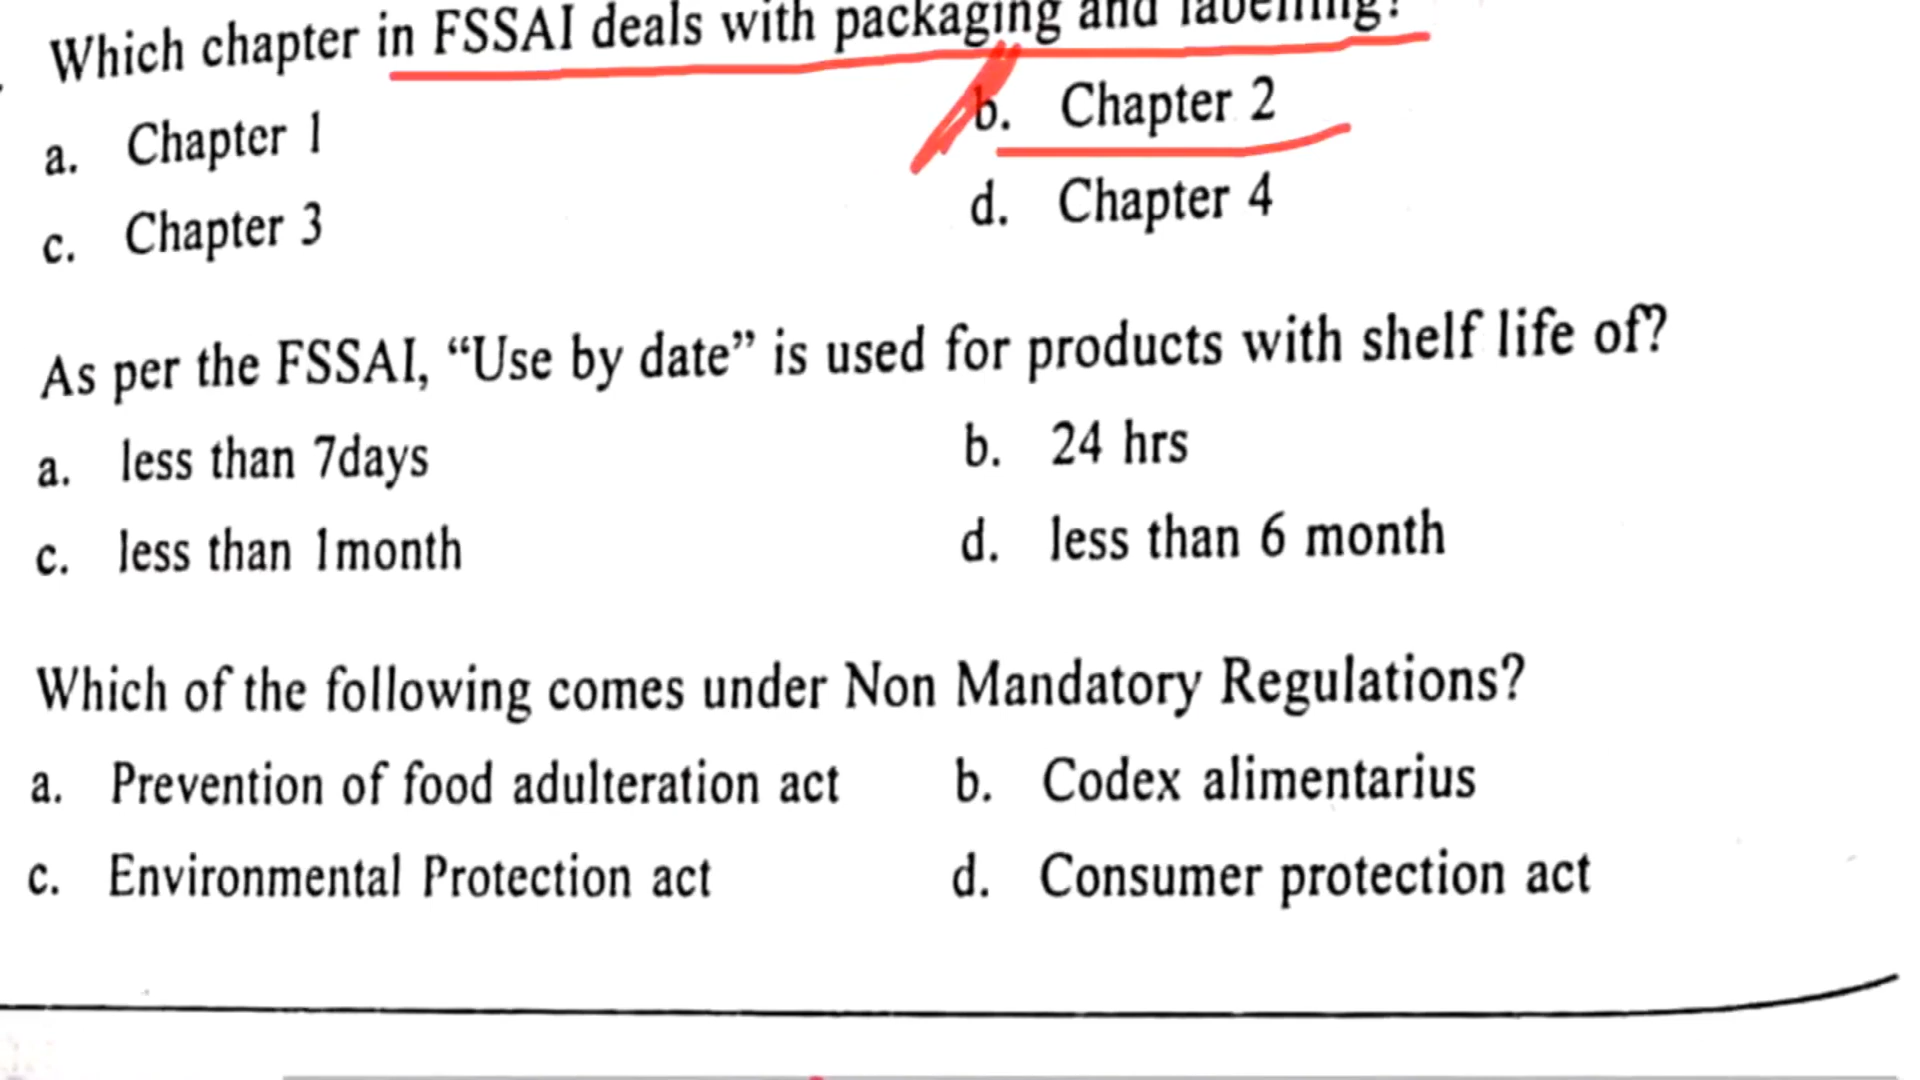 Which chapter in FSSAI deals with packaging and labelling?
a. Chapter 1
b. Chapter 2
c. Chapter 3
d. Chapter 4
As per the FSSAI, “Use by date” is used for products with shelf life of?
a. less than 7days
b. 24 hrs
c. less than 1month
d. less than 6 month
Which of the following comes under Non Mandatory Regulations?
a. Prevention of food adulteration act
b. Codex alimentarius
c. Environmental Protection act
d. Consumer protection act